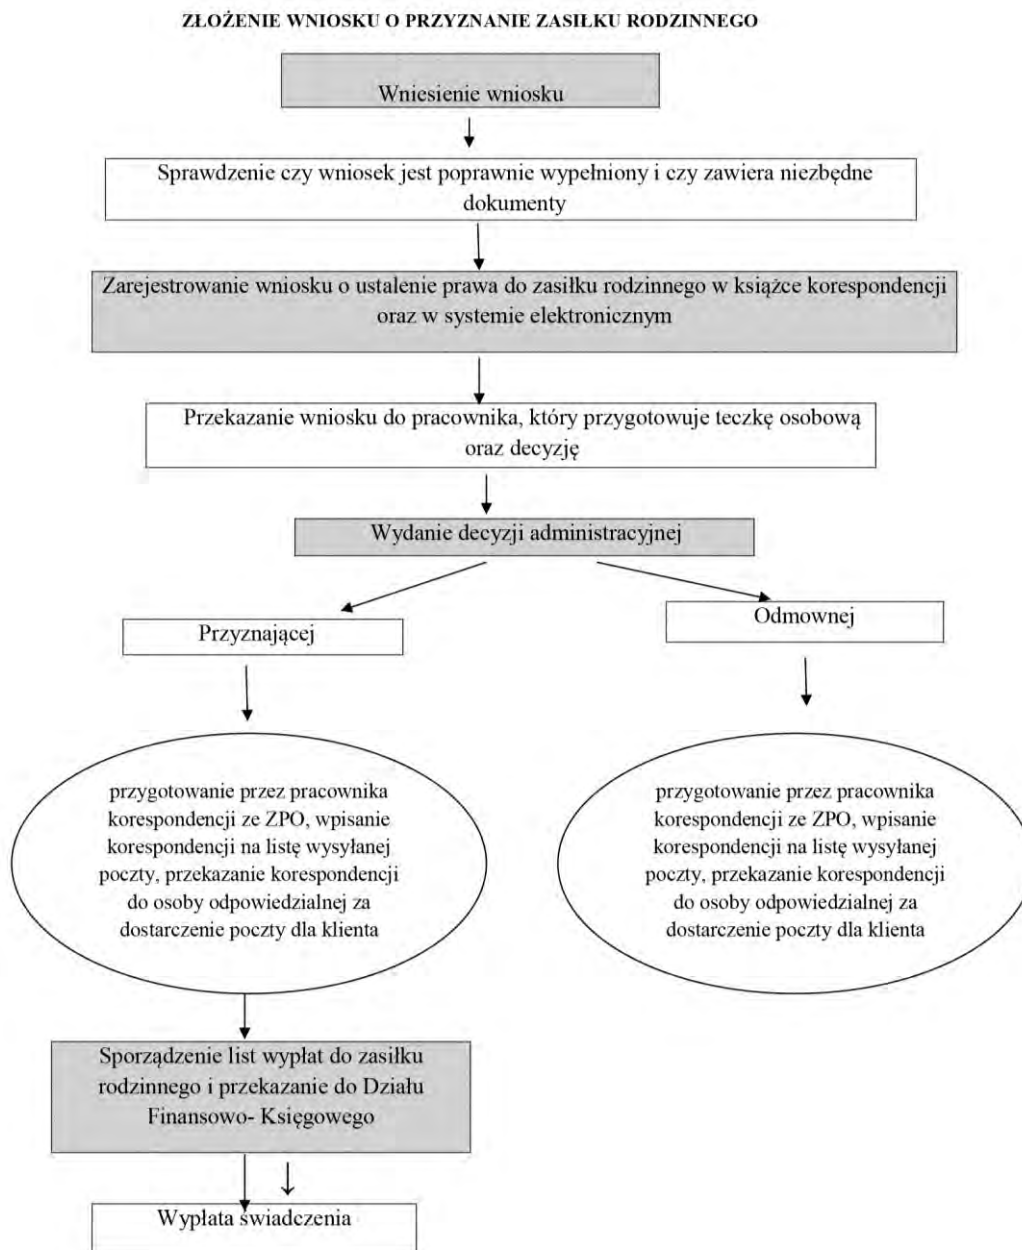 ZŁOŻENIE WNIOSKU O PRZYZNANIE ZASIŁKU RODZINNEGO
Wniesienie wniosku
Sprawdzenie czy wniosek jest poprawnie wypełniony i czy zawiera niezbędne
dokumenty
Zarejestrowanie wniosku o ustalenie prawa do zasiłku rodzinnego w książce korespondencji
oraz w systemie elektronicznym
Przekazanie wniosku do pracownika, który przygotowuje teczkę osobową
oraz decyzję
Wydanie decyzji administracyjnej
Przyznającej
Odmownej
przygotowanie przez pracownika
korespondencji ze ZPO, wpisanie
korespondencji na listę wysyłanej
poczty, przekazanie korespondencji
do osoby odpowiedzialnej za
dostarczenie poczty dla klienta
przygotowanie przez pracownika
korespondencji ze ZPO, wpisanie
korespondencji na listę wysyłanej
poczty, przekazanie korespondencji
do osoby odpowiedzialnej za
dostarczenie poczty dla klienta
Sporządzenie list wypłat do zasiłku
rodzinnego i przekazanie do Działu
Finansowo- Księgowego
Wypłata świadczenia